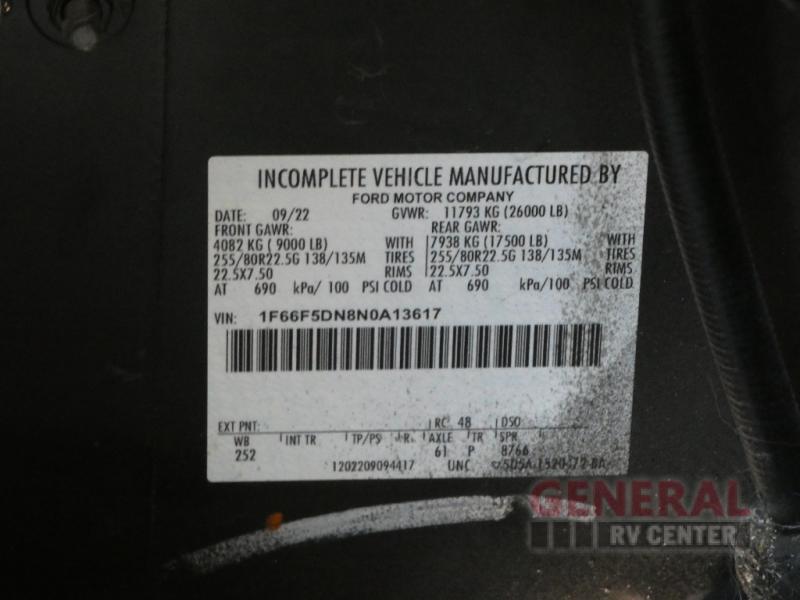 INCOMPLETE VEHICLE MANUFACTURED BY
FORD MOTOR COMPANY
DATE: 09/22 GVWR: 11793 KG (26000 LB)
FRONT GAWR: REAR GAWR:
4082 KG ( 9000 LB) WITH 7938 KG (17500 LB) WITH
255/80R22.5G 138/135M TIRES 255/80R22.5G 138/135M TIRES
22.5X7.50 RIMS 22.5X7.50 RIMS
AT 690 kPa/ 100 PSI COLD AT 690 kPa/100 PSI COLD
VIN: 1F66F5DN8N0A13617
EXT PNT: RC 48 DSO
WB INT TR TP/PS R AXLE TR SPR
252 61 P 8766
1202209094417 UNC
GENERAL
RV CENTER